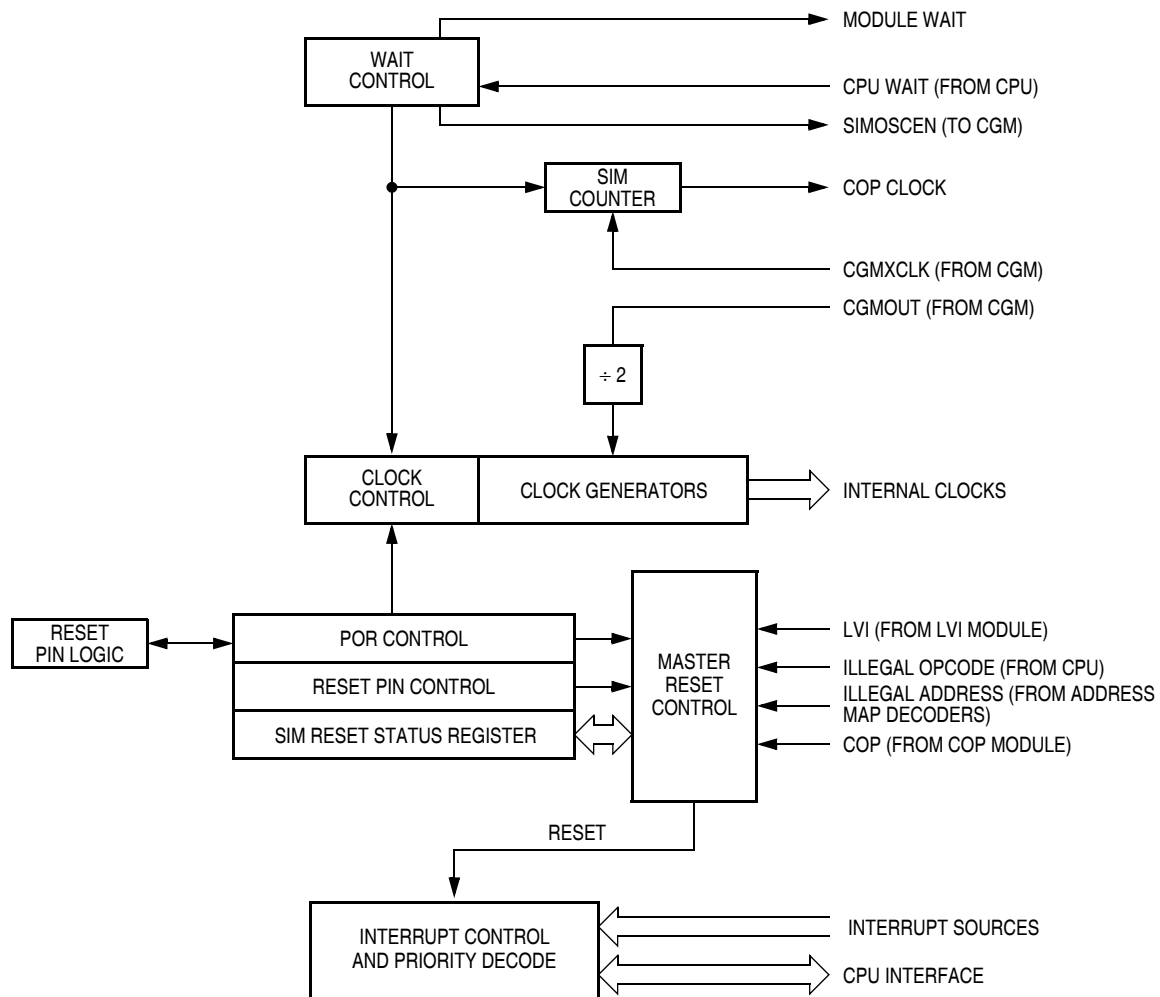 MODULE WAIT
WAIT
CONTROL
CPU WAIT (FROM CPU)
SIMOSCEN (TO CGM)
SIM
COUNTER
COP CLOCK
CGMXCLK (FROM CGM)
CGMOUT (FROM CGM)
÷ 2
CLOCK
CONTROL
CLOCK GENERATORS
INTERNAL CLOCKS
RESET
PIN LOGIC
POR CONTROL
RESET PIN CONTROL
SIM RESET STATUS REGISTER
MASTER
RESET
CONTROL
LVI (FROM LVI MODULE)
ILLEGAL OPCODE (FROM CPU)
ILLEGAL ADDRESS (FROM ADDRESS
MAP DECODERS)
COP (FROM COP MODULE)
RESET
INTERRUPT CONTROL
AND PRIORITY DECODE
INTERRUPT SOURCES
CPU INTERFACE